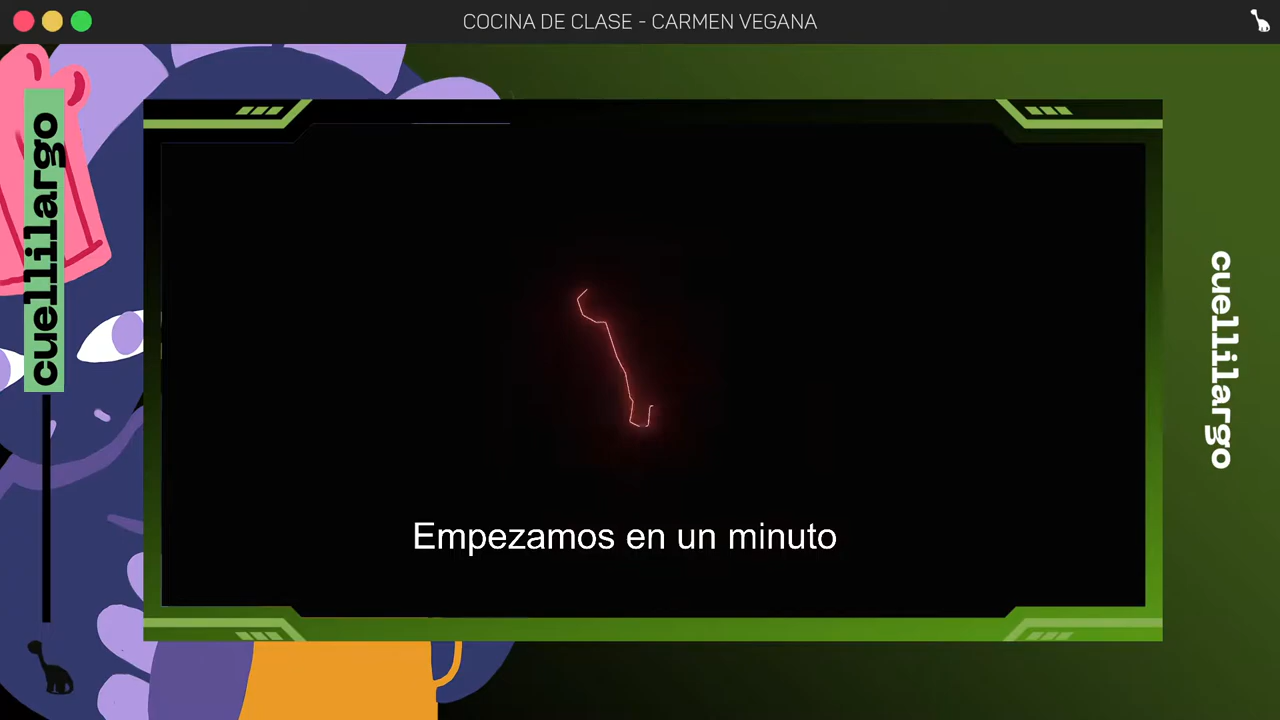 COCINA DE CLASE - CARMEN VEGANA
cuellilargo
cuellilargo
Empezamos en un minuto